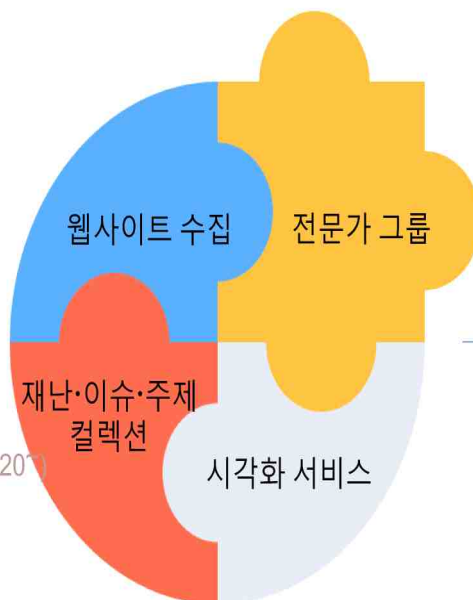 웹사이트 수집
전문가 그룹
재난·이슈·주제
컬렉션
20~)
시각화 서비스